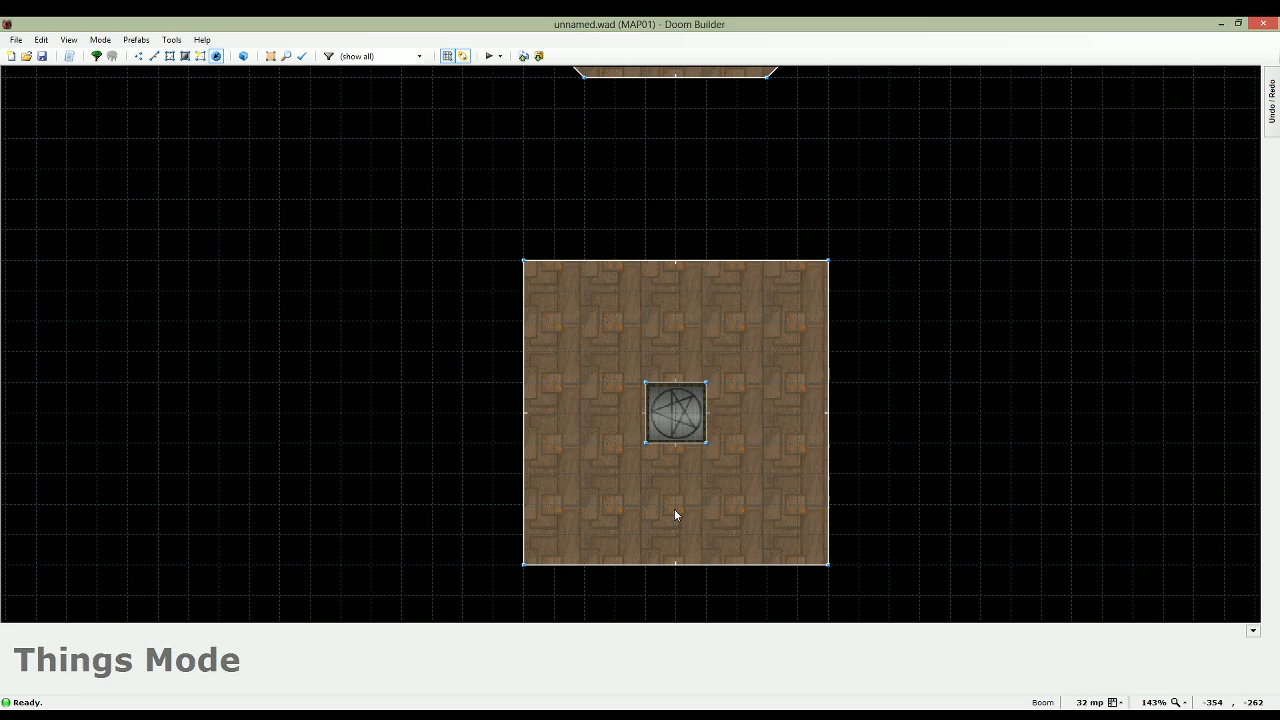 unnamed.wad (MAP01) - Doom Builder
File Edit View Mode Prefabs Tools Help
(show all)
Undo / Redo
Things Mode
Ready.
Boom 32 mp 143% -354 , -262